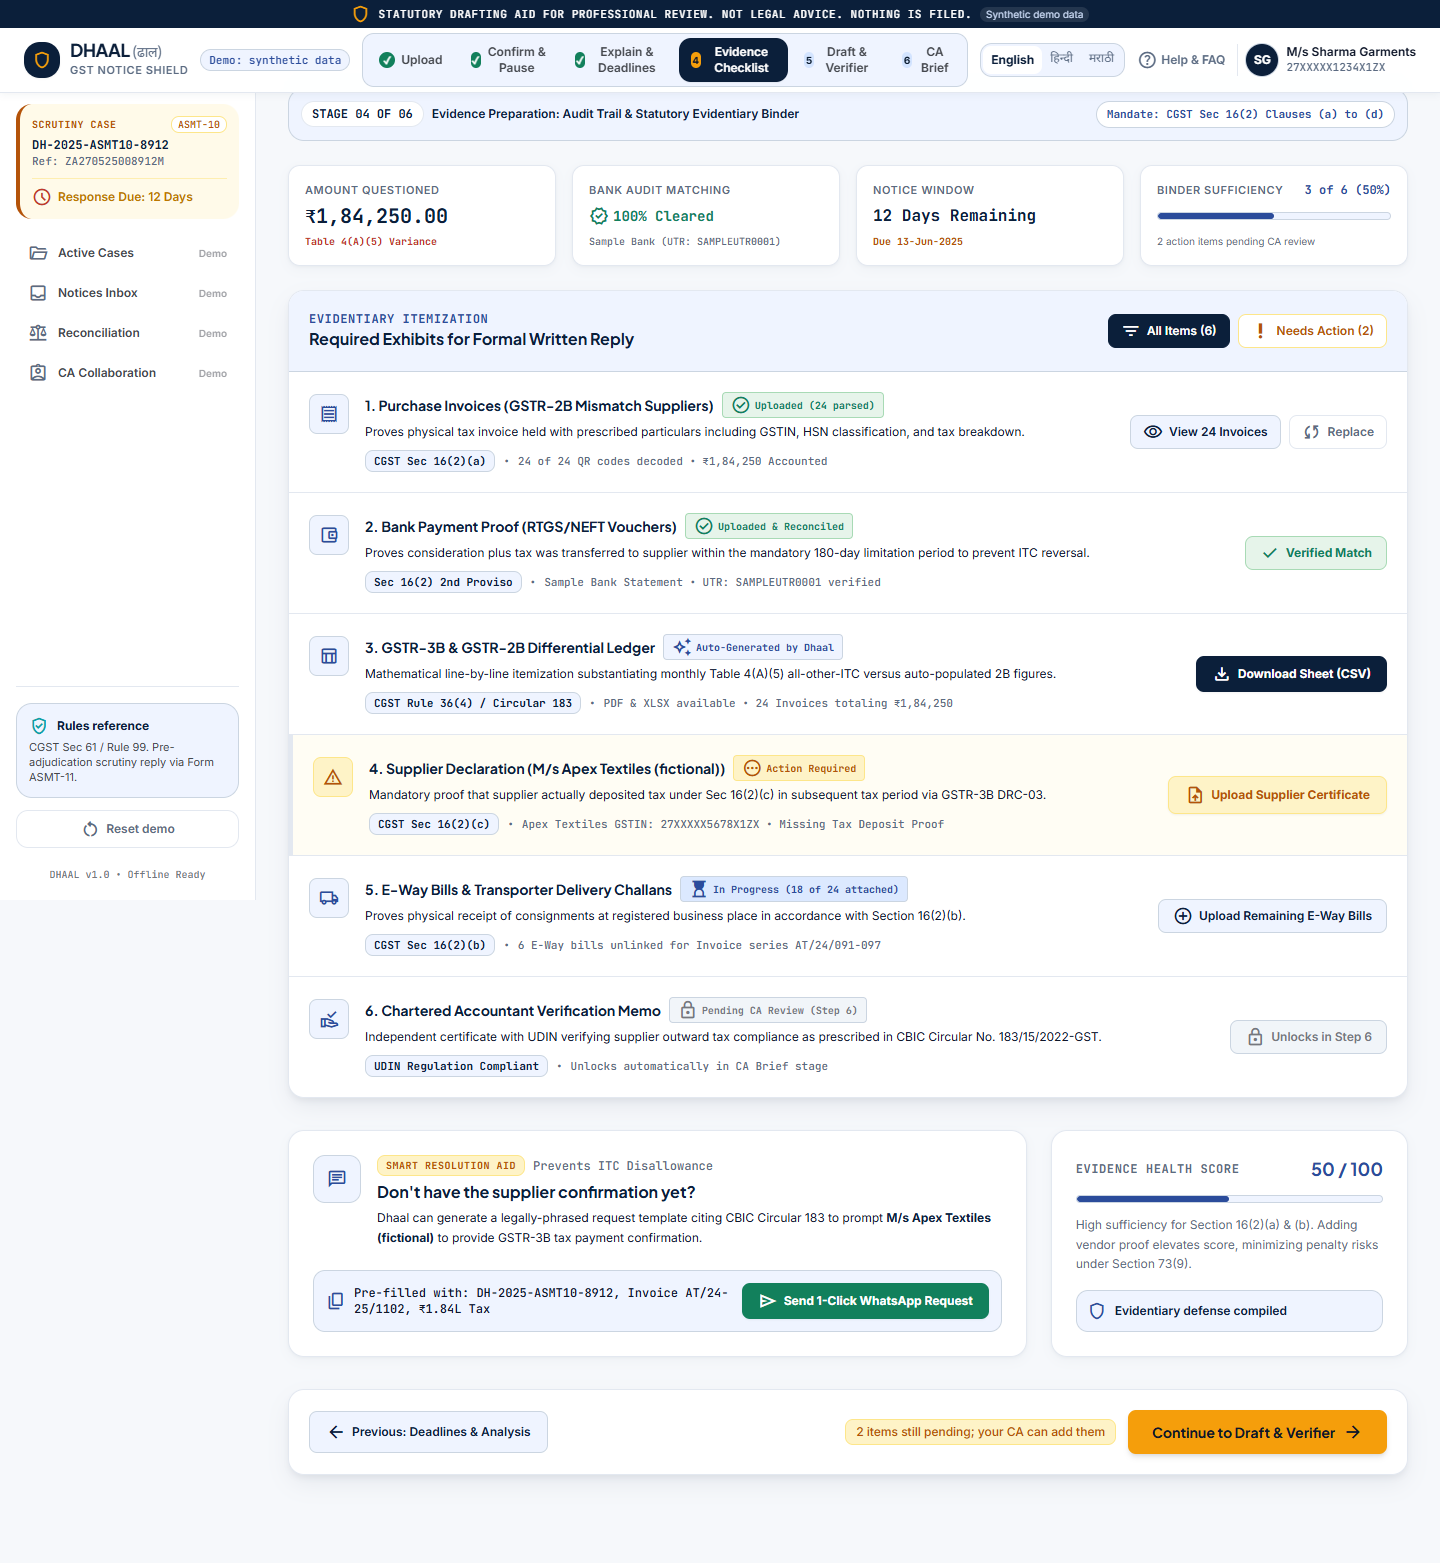 STATUTORY DRAFTING AID FOR PROFESSIONAL REVIEW. NOT LEGAL ADVICE. NOTHING IS FILED. Synthetic demo data
DHAAL (ढाल)
GST NOTICE SHIELD
Demo: synthetic data
Upload
Confirm & Pause
Explain & Deadlines
4 Evidence Checklist
5 Draft & Verifier
6 CA Brief
English हिन्दी मराठी
Help & FAQ
SG
M/s Sharma Garments
27XXXXX1234X1ZX
SCRUTINY CASE ASMT-10
DH-2025-ASMT10-8912
Ref: ZA270525008912M
Response Due: 12 Days
Active Cases Demo
Notices Inbox Demo
Reconciliation Demo
CA Collaboration Demo
Rules reference
CGST Sec 61 / Rule 99. Pre-
adjudication scrutiny reply via Form
ASMT-11.
Reset demo
DHAAL v1.0 • Offline Ready
STAGE 04 OF 06 Evidence Preparation: Audit Trail & Statutory Evidentiary Binder Mandate: CGST Sec 16(2) Clauses (a) to (d)
AMOUNT QUESTIONED
₹1,84,250.00
Table 4(A)(5) Variance
BANK AUDIT MATCHING
100% Cleared
Sample Bank (UTR: SAMPLEUTR0001)
NOTICE WINDOW
12 Days Remaining
Due 13-Jun-2025
BINDER SUFFICIENCY 3 of 6 (50%)
2 action items pending CA review
EVIDENTIARY ITEMIZATION
Required Exhibits for Formal Written Reply
All Items (6) Needs Action (2)
1. Purchase Invoices (GSTR-2B Mismatch Suppliers) Uploaded (24 parsed)
Proves physical tax invoice held with prescribed particulars including GSTIN, HSN classification, and tax breakdown.
CGST Sec 16(2)(a) • 24 of 24 QR codes decoded • ₹1,84,250 Accounted
View 24 Invoices Replace
2. Bank Payment Proof (RTGS/NEFT Vouchers) Uploaded & Reconciled
Proves consideration plus tax was transferred to supplier within the mandatory 180-day limitation period to prevent ITC reversal.
Sec 16(2) 2nd Proviso • Sample Bank Statement • UTR: SAMPLEUTR0001 verified
Verified Match
3. GSTR-3B & GSTR-2B Differential Ledger Auto-Generated by Dhaal
Mathematical line-by-line itemization substantiating monthly Table 4(A)(5) all-other-ITC versus auto-populated 2B figures.
CGST Rule 36(4) / Circular 183 • PDF & XLSX available • 24 Invoices totaling ₹1,84,250
Download Sheet (CSV)
4. Supplier Declaration (M/s Apex Textiles (fictional)) Action Required
Mandatory proof that supplier actually deposited tax under Sec 16(2)(c) in subsequent tax period via GSTR-3B DRC-03.
CGST Sec 16(2)(c) • Apex Textiles GSTIN: 27XXXXX5678X1ZX • Missing Tax Deposit Proof
Upload Supplier Certificate
5. E-Way Bills & Transporter Delivery Challans In Progress (18 of 24 attached)
Proves physical receipt of consignments at registered business place in accordance with Section 16(2)(b).
CGST Sec 16(2)(b) • 6 E-Way bills unlinked for Invoice series AT/24/091-097
Upload Remaining E-Way Bills
6. Chartered Accountant Verification Memo Pending CA Review (Step 6)
Independent certificate with UDIN verifying supplier outward tax compliance as prescribed in CBIC Circular No. 183/15/2022-GST.
UDIN Regulation Compliant • Unlocks automatically in CA Brief stage
Unlocks in Step 6
SMART RESOLUTION AID Prevents ITC Disallowance
Don't have the supplier confirmation yet?
Dhaal can generate a legally-phrased request template citing CBIC Circular 183 to prompt M/s Apex Textiles
(fictional) to provide GSTR-3B tax payment confirmation.
Pre-filled with: DH-2025-ASMT10-8912, Invoice AT/24-
25/1102, ₹1.84L Tax
Send 1-Click WhatsApp Request
EVIDENCE HEALTH SCORE 50 / 100
High sufficiency for Section 16(2)(a) & (b). Adding
vendor proof elevates score, minimizing penalty risks
under Section 73(9).
Evidentiary defense compiled
Previous: Deadlines & Analysis
2 items still pending; your CA can add them
Continue to Draft & Verifier